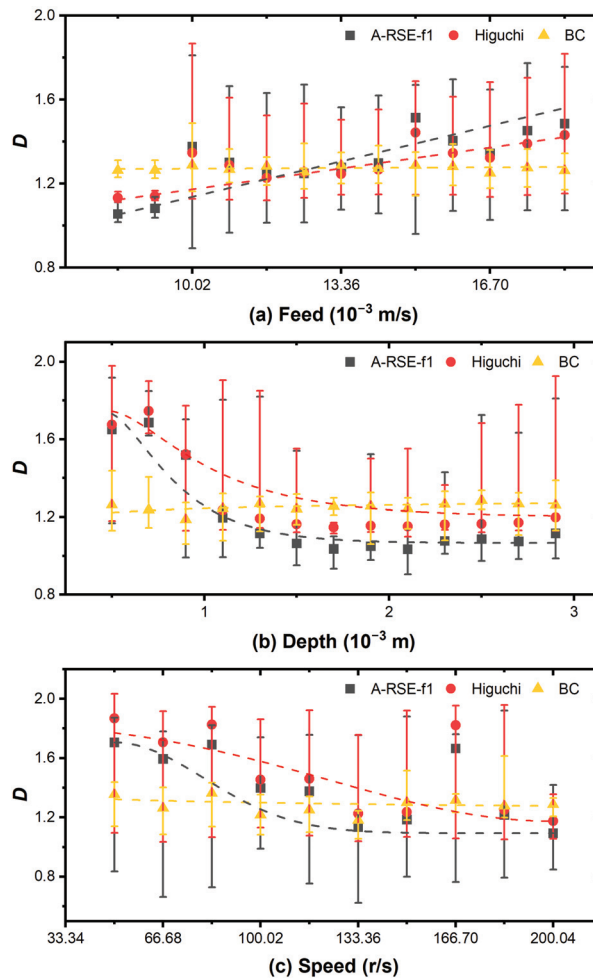 2.0
A-RSE-f1 Higuchi BC
1.6
D
1.2
0.8
10.02 13.36 16.70
(a) Feed (10⁻³ m/s)
2.0
A-RSE-f1 Higuchi BC
1.6
D
1.2
0.8
1 2 3
(b) Depth (10⁻³ m)
A-RSE-f1 Higuchi BC
2.0
1.6
D
1.2
0.8
33.34 66.68 100.02 133.36 166.70 200.04
(c) Speed (r/s)